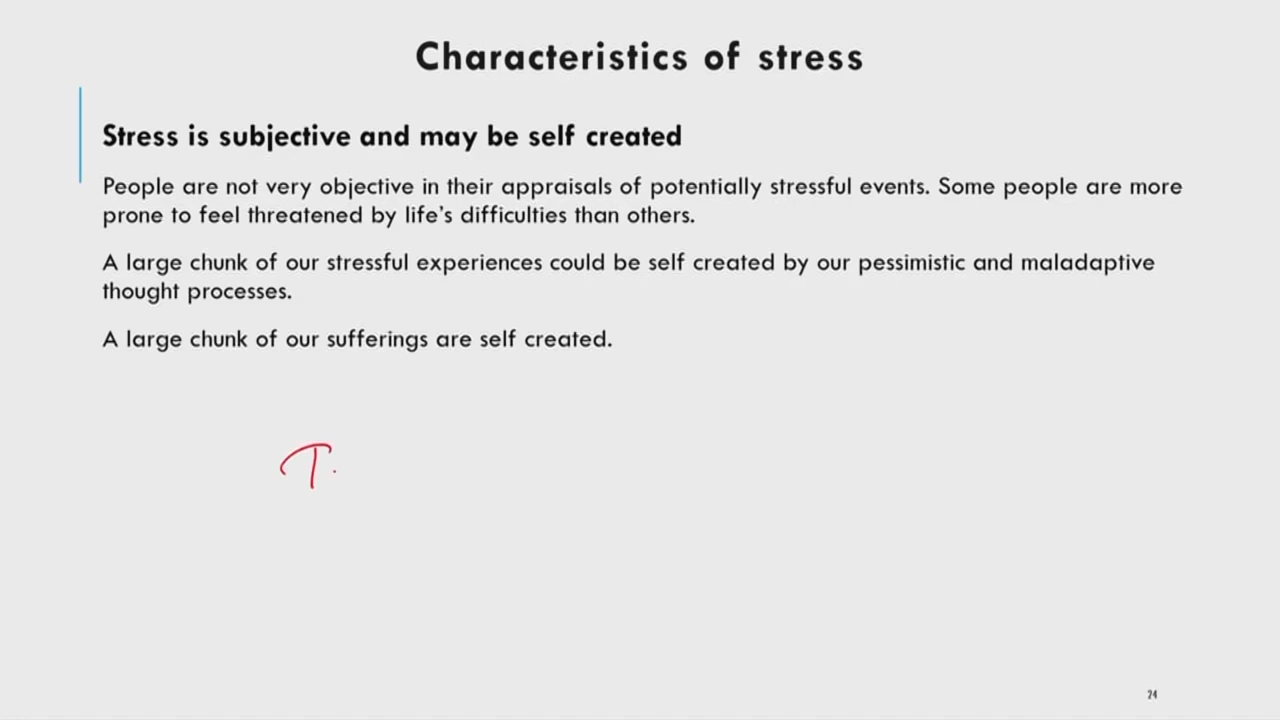 Characteristics of stress
Stress is subjective and may be self created
People are not very objective in their appraisals of potentially stressful events. Some people are more
prone to feel threatened by life’s difficulties than others.
A large chunk of our stressful experiences could be self created by our pessimistic and maladaptive
thought processes.
A large chunk of our sufferings are self created.
T
24